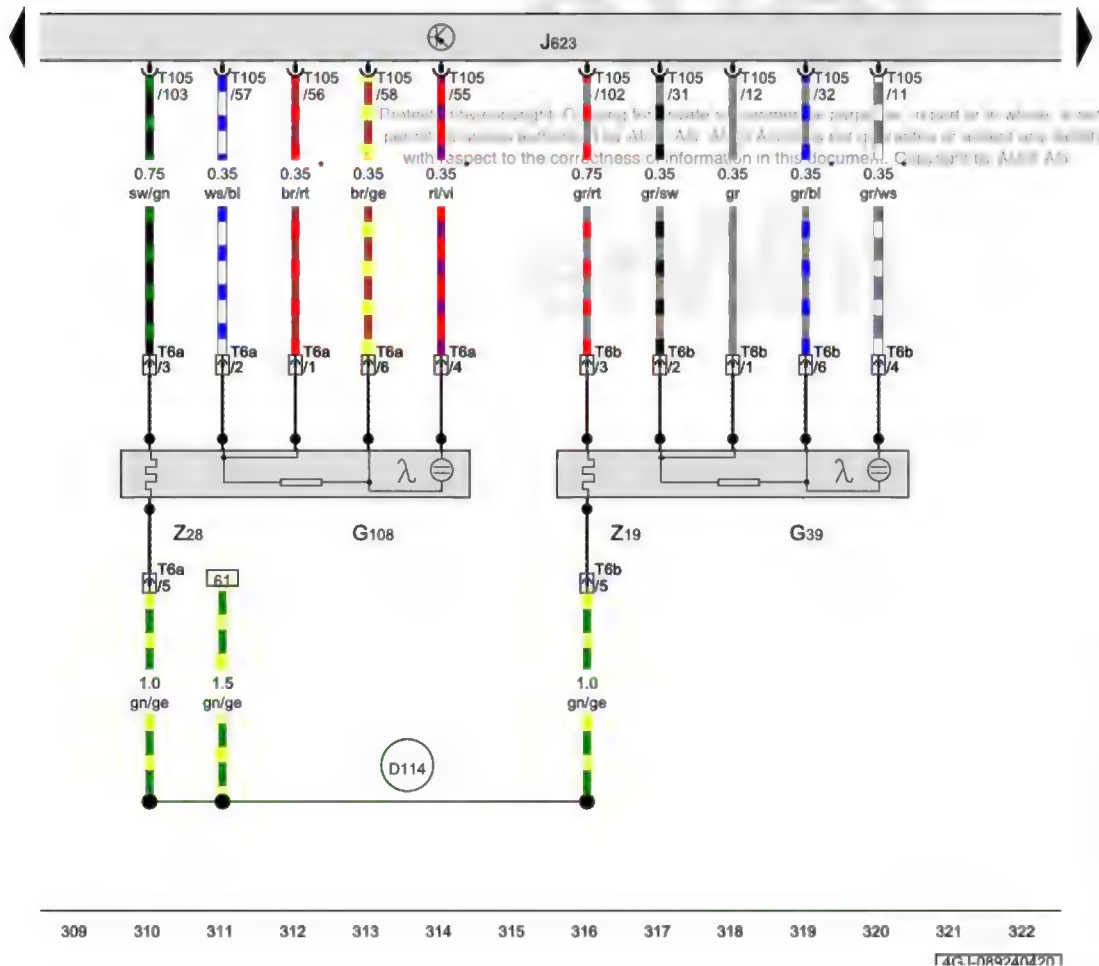 J623
T105 T105 T105 T105 T105 T105 T105 T105 T105 T105
/103 /57 /56 /58 /55 /102 /31 /12 /32 /11
with respect to the correctness of information in this document. Copyright by AUDI AG.
0.75 0.35 0.35 0.35 0.35 0.75 0.35 0.35 0.35 0.35
sw/gn ws/bl br/rt * br/ge rt/vi * gr/rt gr/sw gr gr/bl * gr/ws *
T6a T6a T6a T6a T6a T6b T6b T6b T6b T6b
/3 /2 /1 /6 /4 /3 /2 /1 /6 /4
λ λ
Z28 G108 Z19 G39
T6a T6b
/5 61 /5
1.0 1.5 1.0
gn/ge gn/ge gn/ge
D114
309 310 311 312 313 314 315 316 317 318 319 320 321 322
4GJ-089240420